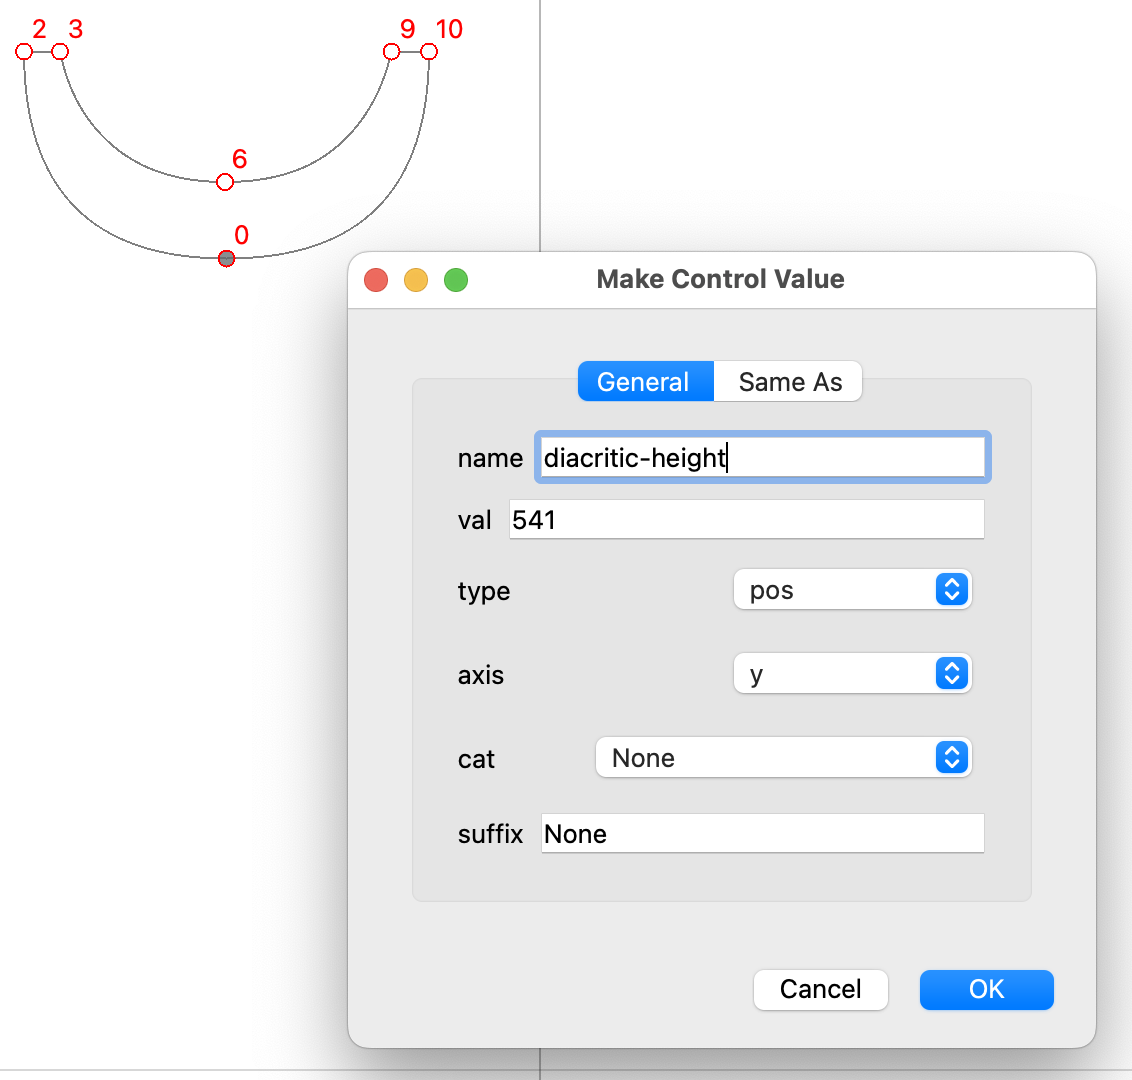 2 3 9 10
6
0
Make Control Value
General Same As
name diacritic-height
val 541
type pos
axis y
cat None
suffix None
Cancel OK